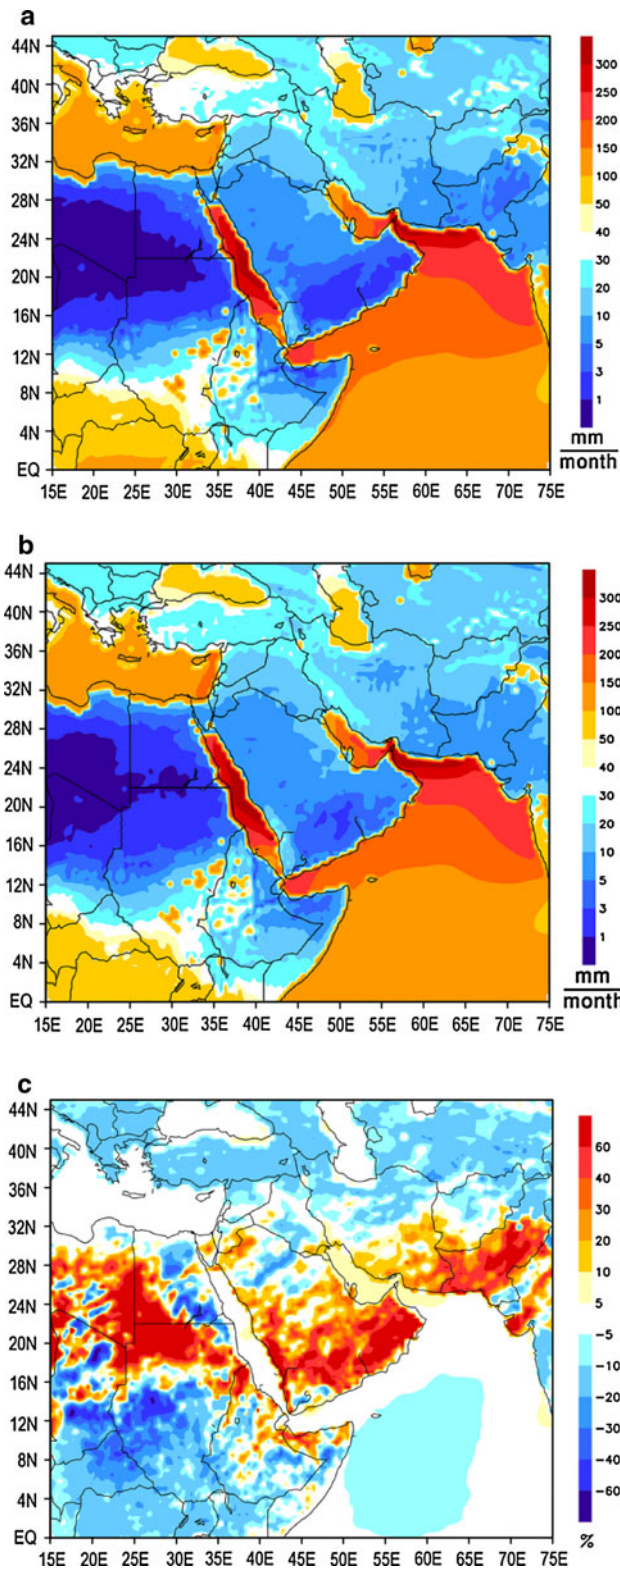 a
44N
40N
36N
32N
28N
24N
20N
16N
12N
8N
4N
EQ
15E 20E 25E 30E 35E 40E 45E 50E 55E 60E 65E 70E 75E
300
250
200
150
100
50
40
30
20
10
5
3
1
mm
month
b
44N
40N
36N
32N
28N
24N
20N
16N
12N
8N
4N
EQ
15E 20E 25E 30E 35E 40E 45E 50E 55E 60E 65E 70E 75E
300
250
200
150
100
50
40
30
20
10
5
3
1
mm
month
c
44N
40N
36N
32N
28N
24N
20N
16N
12N
8N
4N
EQ
15E 20E 25E 30E 35E 40E 45E 50E 55E 60E 65E 70E 75E
60
40
30
20
10
5
−5
−10
−20
−30
−40
−60
%